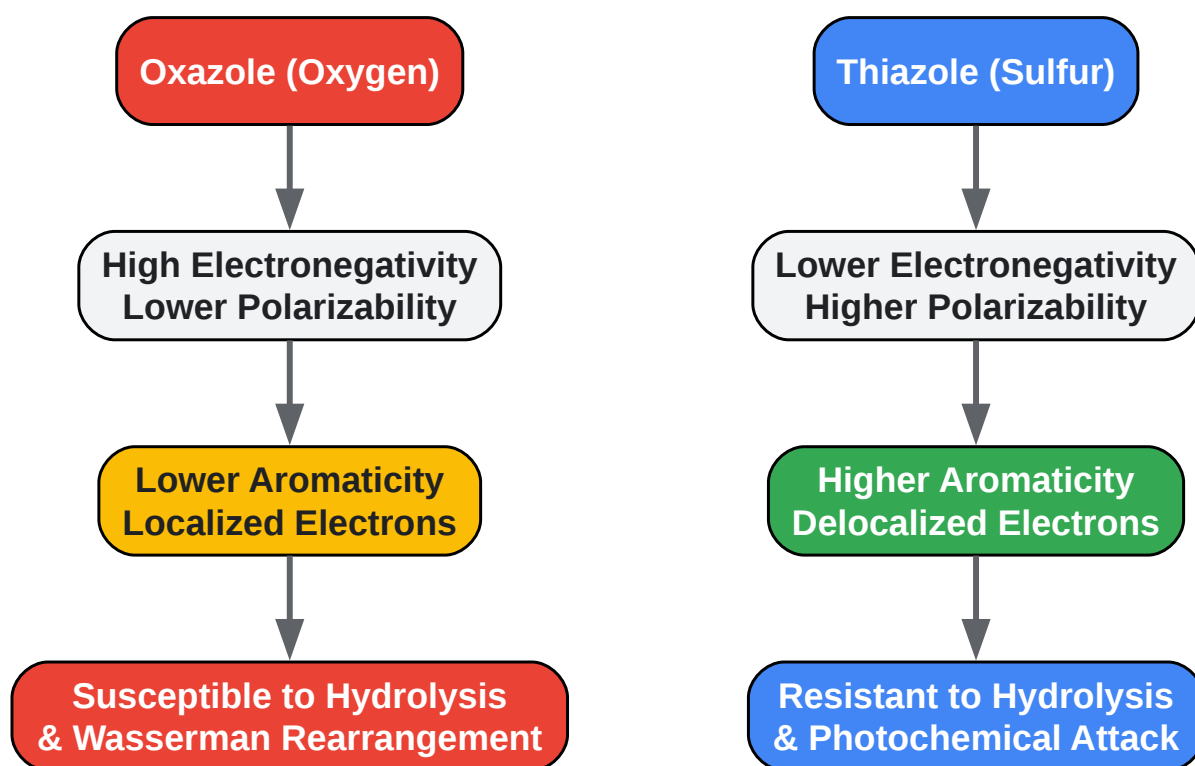 Oxazole (Oxygen)
High Electronegativity
Lower Polarizability
Lower Aromaticity
Localized Electrons
Susceptible to Hydrolysis
& Wasserman Rearrangement
Thiazole (Sulfur)
Lower Electronegativity
Higher Polarizability
Higher Aromaticity
Delocalized Electrons
Resistant to Hydrolysis
& Photochemical Attack